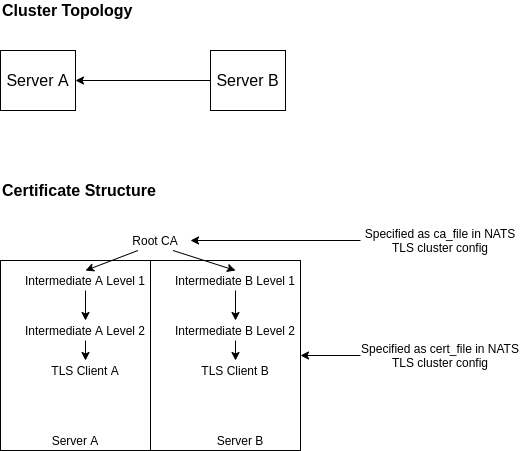 Cluster Topology
Server A
Server B
Certificate Structure
Root CA
Specified as ca_file in NATS
TLS cluster config
Intermediate A Level 1
Intermediate B Level 1
Intermediate A Level 2
Intermediate B Level 2
Specified as cert_file in NATS
TLS cluster config
TLS Client A
TLS Client B
Server A
Server B